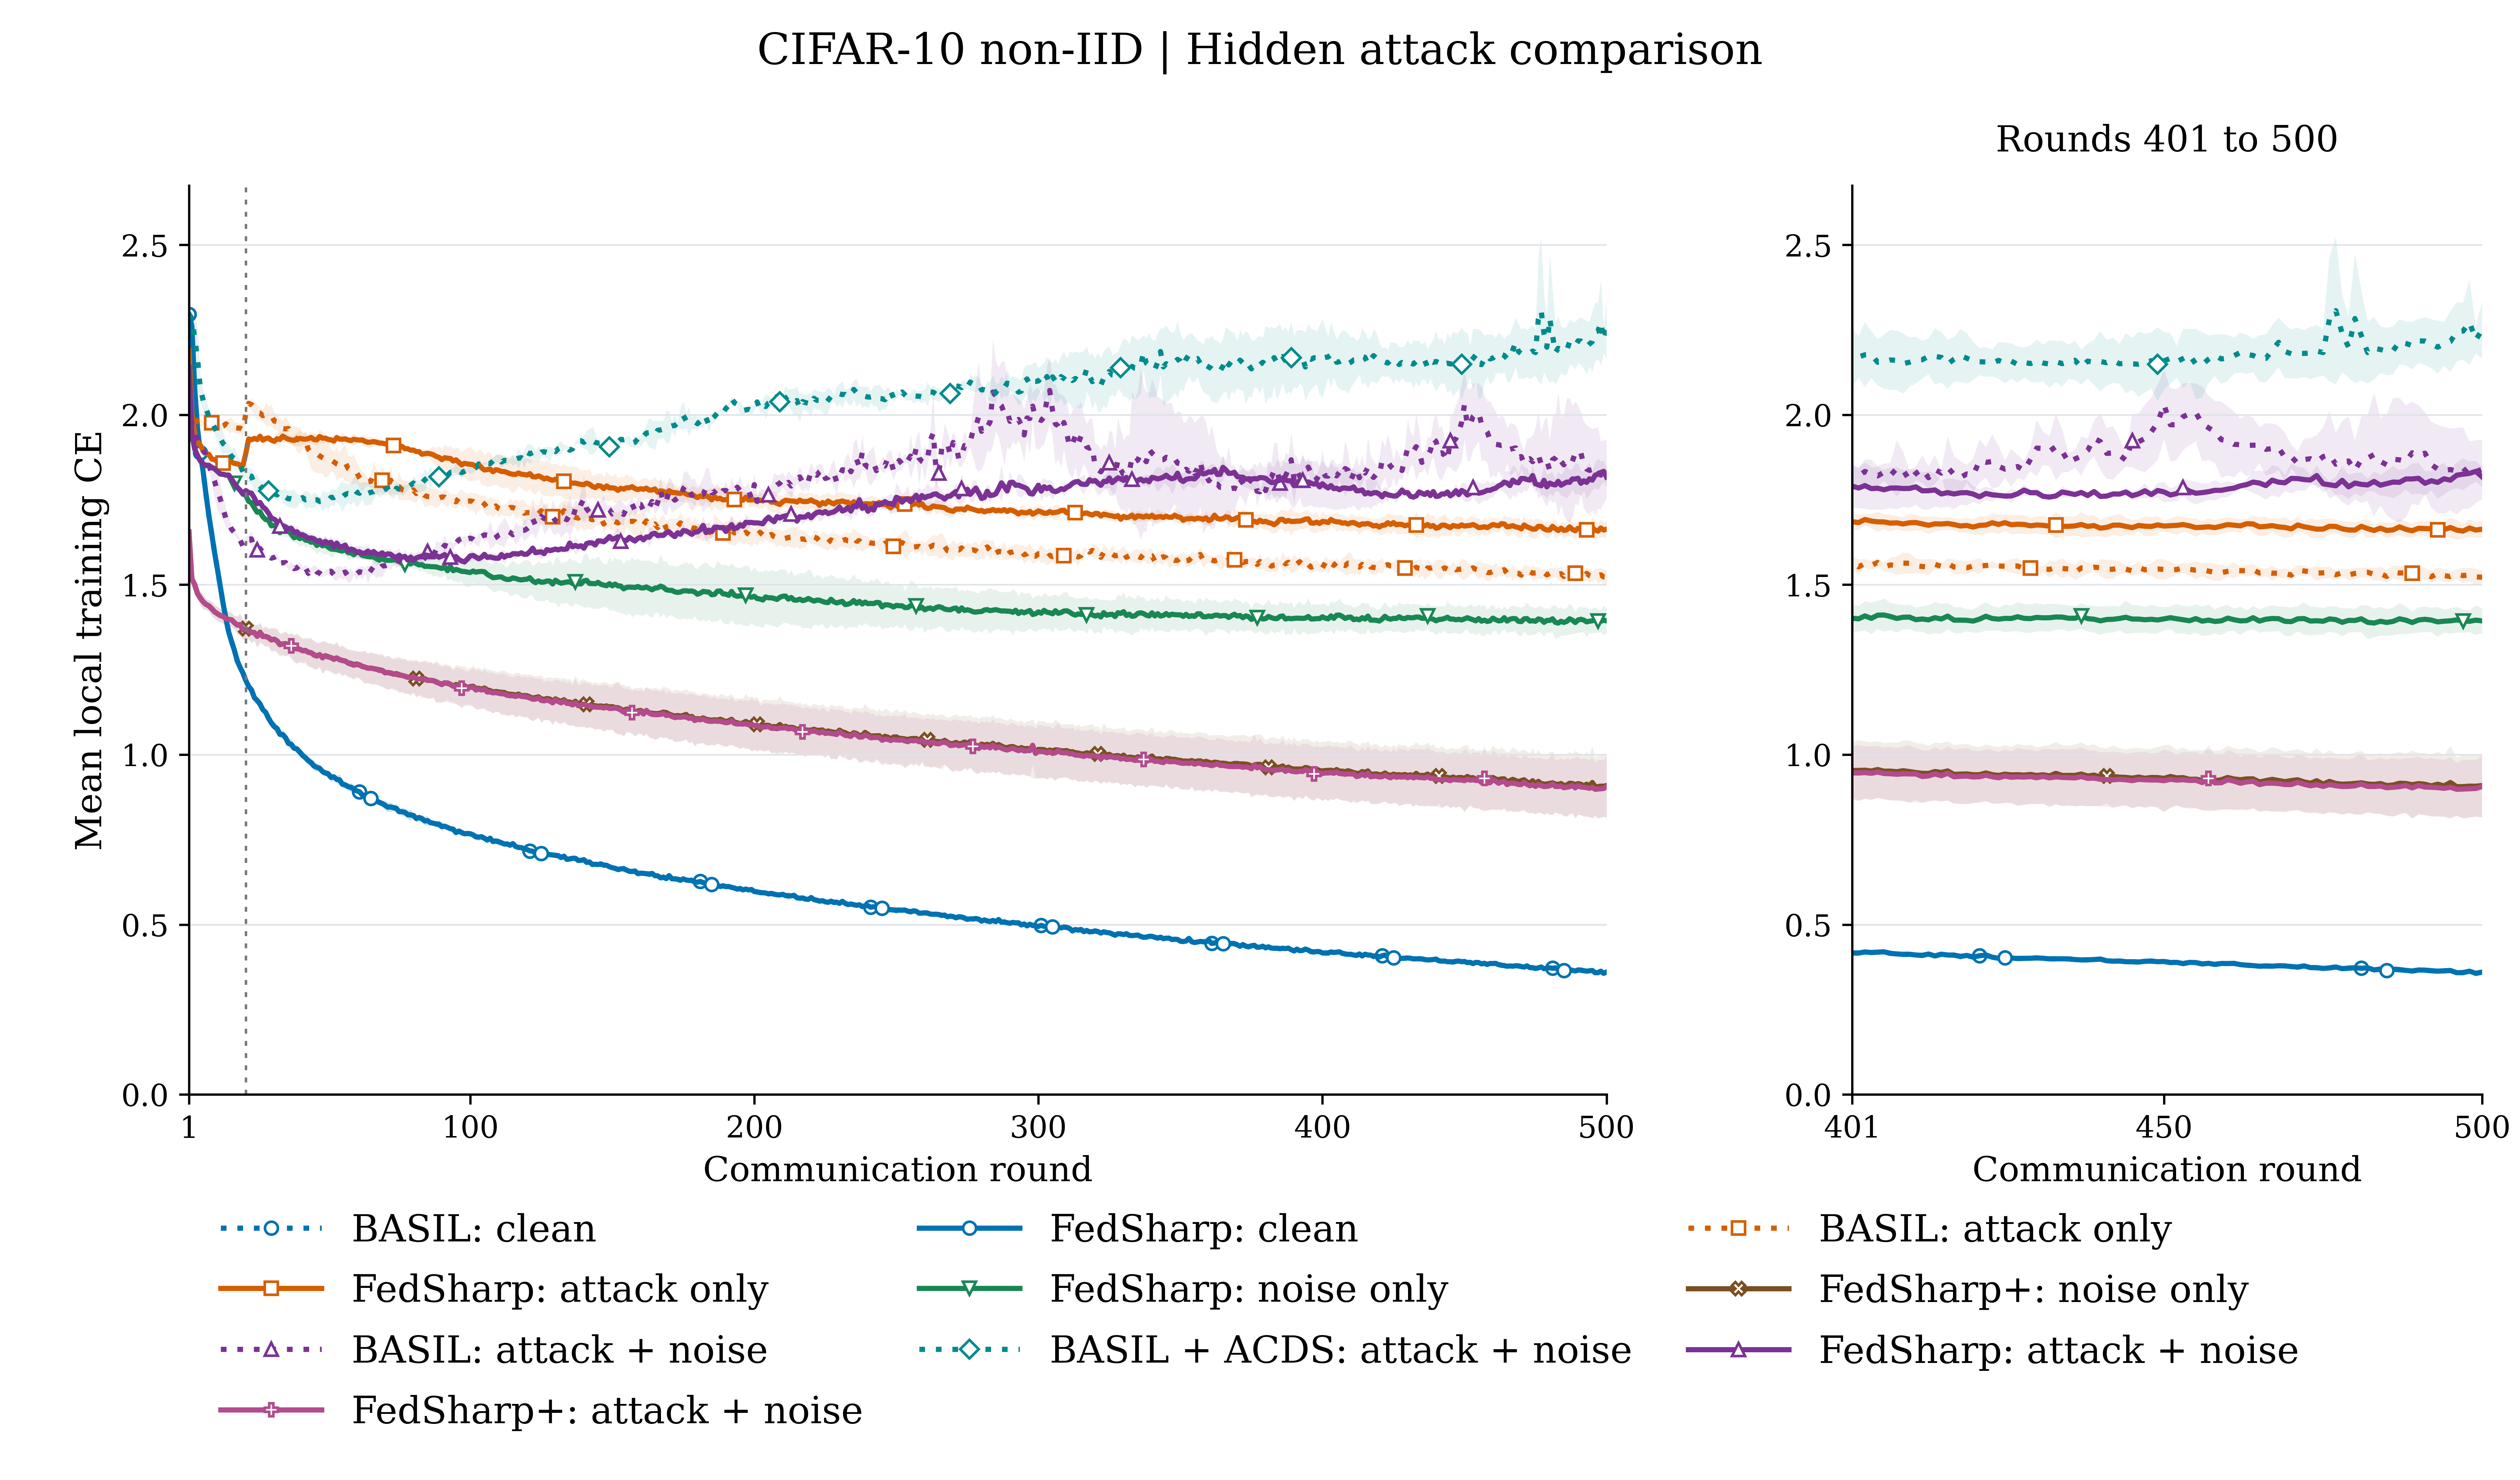 CIFAR-10 non-IID | Hidden attack comparison
Rounds 401 to 500
Mean local training CE
2.5
2.0
1.5
1.0
0.5
0.0
1
100
200
300
400
500
Communication round
2.5
2.0
1.5
1.0
0.5
0.0
401
450
500
Communication round
BASIL: clean
FedSharp: clean
BASIL: attack only
FedSharp: attack only
FedSharp: noise only
FedSharp+: noise only
BASIL: attack + noise
BASIL + ACDS: attack + noise
FedSharp: attack + noise
FedSharp+: attack + noise